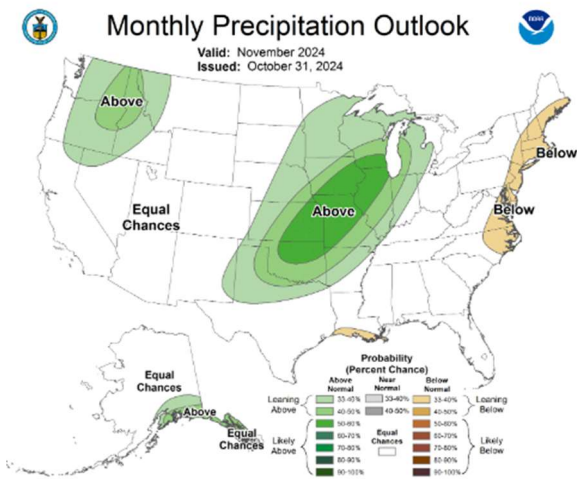 Monthly Precipitation Outlook
NOAA
Valid: November 2024
Issued: October 31, 2024
Above
Below
Equal
Chances
Above
Below
Equal
Chances
Above
Equal
Chances
Probability
(Percent Chance)
Above
Normal
Near
Normal
Below
Normal
Leaning
Above
33-40%
33-40%
33-40%
Leaning
Below
40-50%
40-50%
40-50%
Likely
Above
50-60%
Equal
Chances
50-60%
Likely
Below
60-70%
60-70%
70-80%
70-80%
80-90%
80-90%
90-100%
90-100%